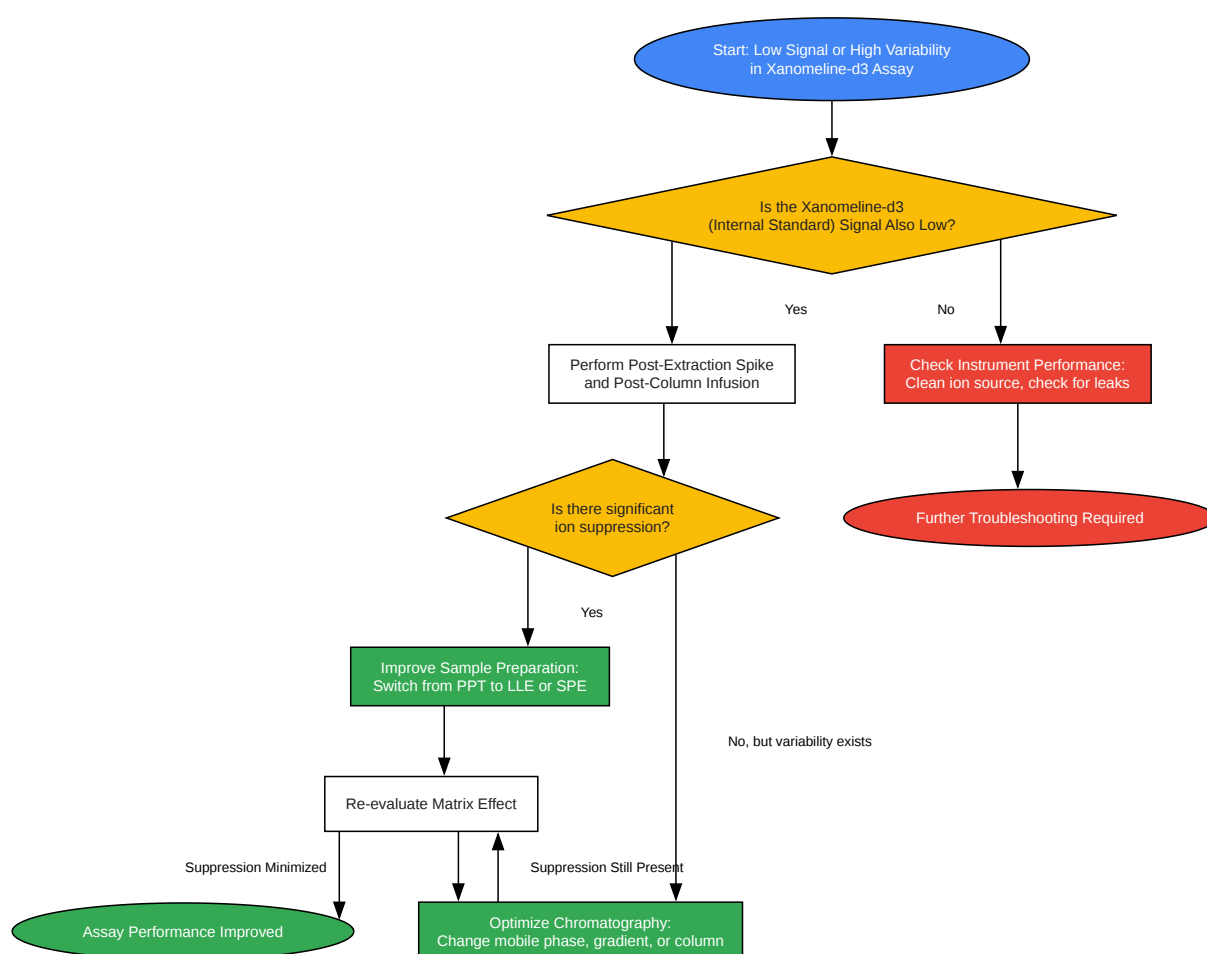 Start: Low Signal or High Variability
in Xanomeline-d3 Assay
Is the Xanomeline-d3
(Internal Standard) Signal Also Low?
Yes
No
Perform Post-Extraction Spike
and Post-Column Infusion
Check Instrument Performance:
Clean ion source, check for leaks
Is there significant
ion suppression?
Further Troubleshooting Required
Yes
Improve Sample Preparation:
Switch from PPT to LLE or SPE
No, but variability exists
Re-evaluate Matrix Effect
Suppression Minimized
Suppression Still Present
Assay Performance Improved
Optimize Chromatography:
Change mobile phase, gradient, or column